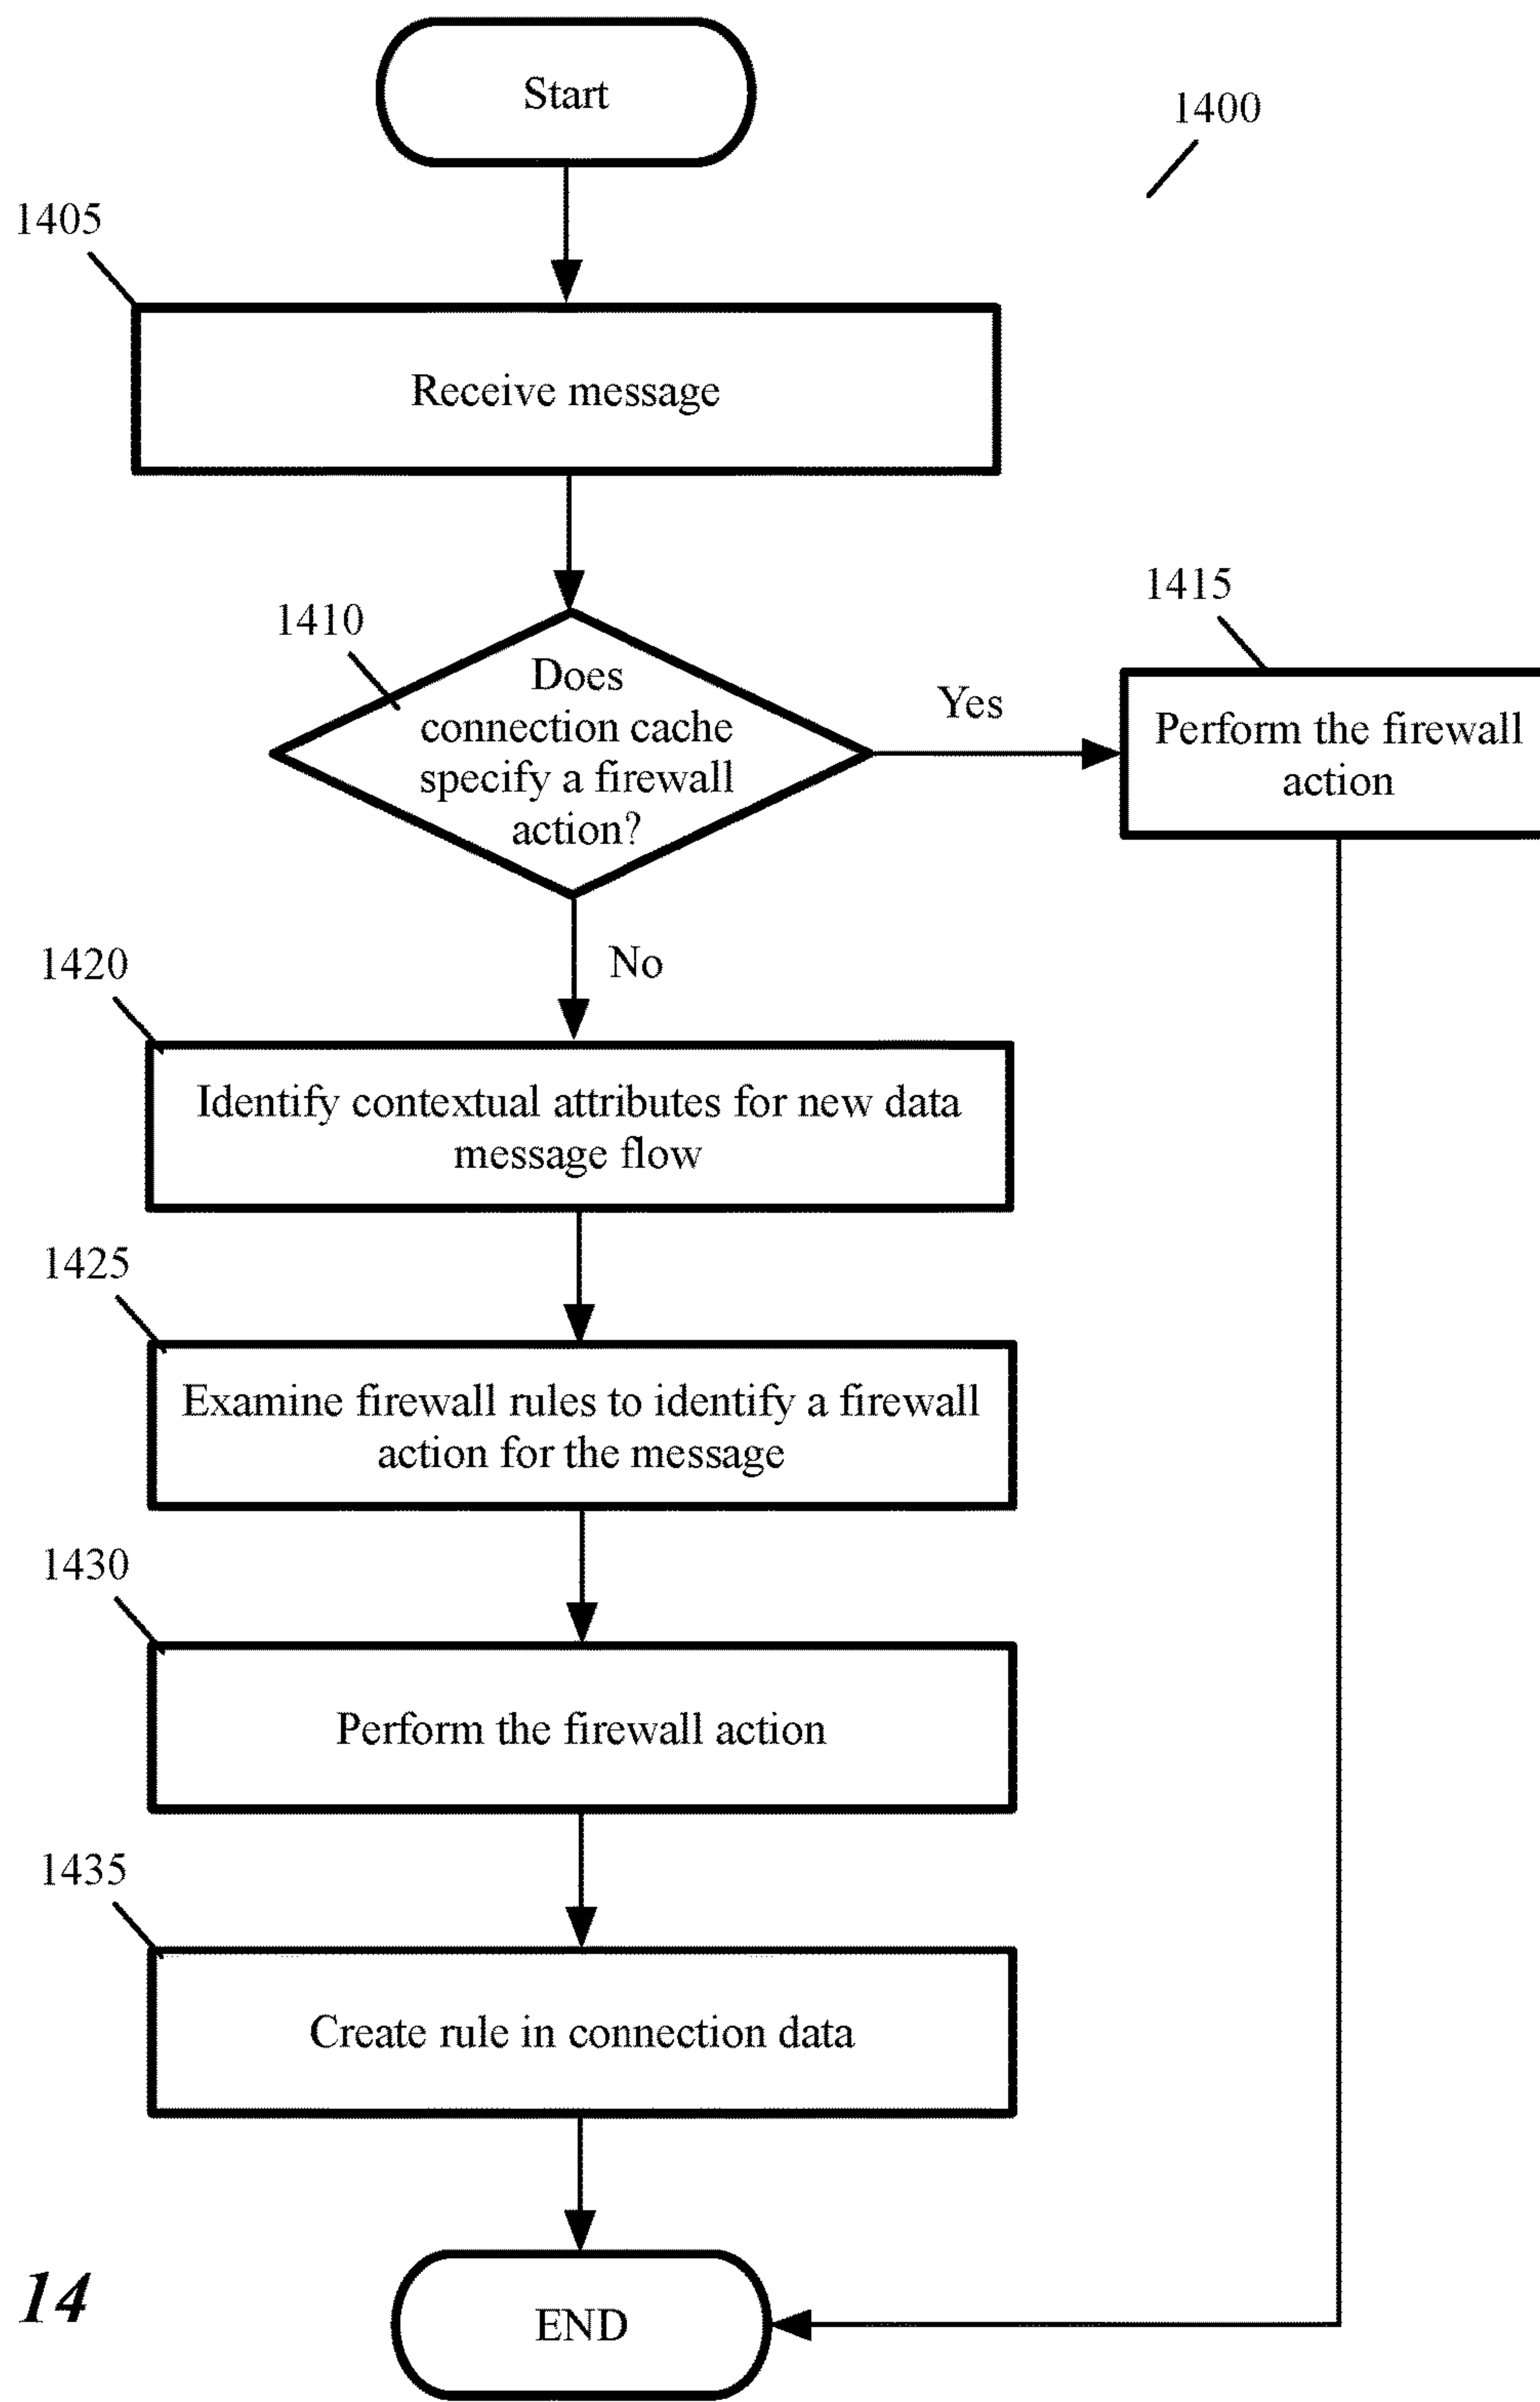 Start
1400
1405
Receive message
1410
Does
connection cache
specify a firewall
action?
Yes
1415
Perform the firewall
action
No
1420
Identify contextual attributes for new data
message flow
1425
Examine firewall rules to identify a firewall
action for the message
1430
Perform the firewall action
1435
Create rule in connection data
END
14